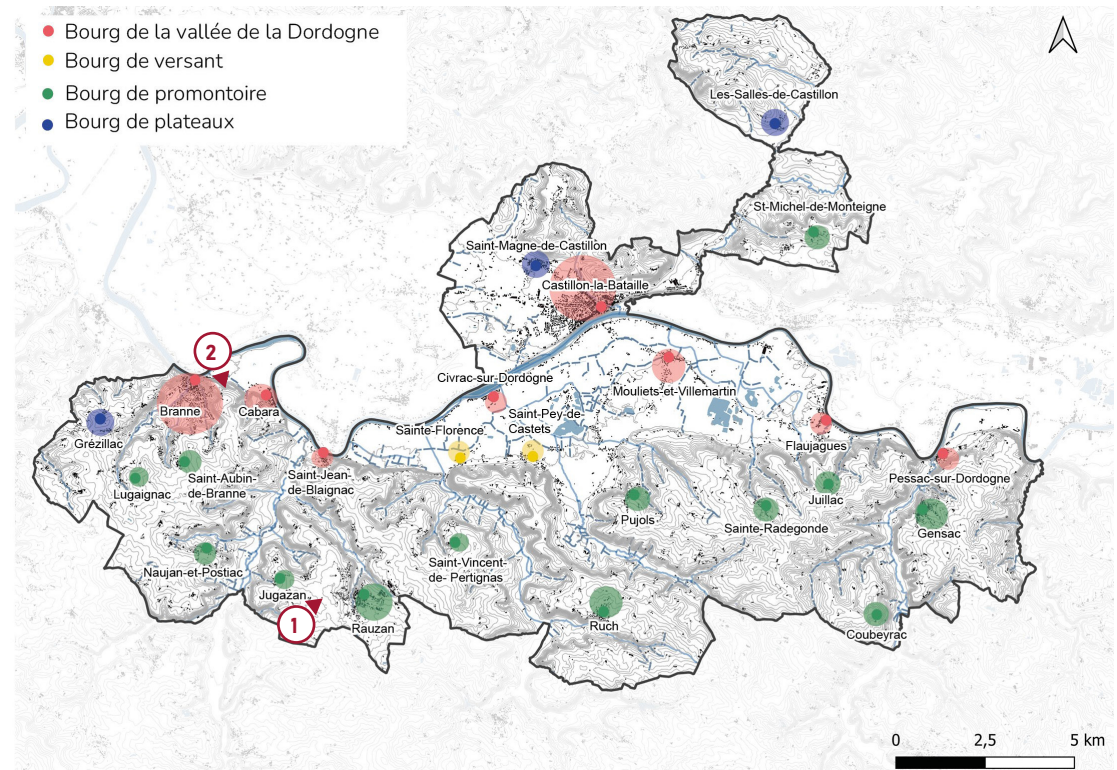 Bourg de la vallée de la Dordogne
Bourg de versant
Bourg de promontoire
Bourg de plateaux
Les-Salles-de-Castillon
St-Michel-de-Monteigne
Saint-Magne-de-Castillon
Castillon-la-Bataille
2
Civrac-sur-Dordogne
Mouliets-et-Villemartin
Branne
Cabara
Saint-Pey-de-
Castets
Grézillac
Sainte-Florence
Flaujagues
Saint-Jean-
de-Blaignac
Saint-Aubin-
de-Branne
Pessac-sur-Dordogne
Lugaignac
Juillac
Pujols
Sainte-Radegonde
Gensac
Naujan-et-Postiac
Saint-Vincent-
de- Pertignas
Jugazan
1
Rauzan
Ruch
Coubeyrac
0
2,5
5 km